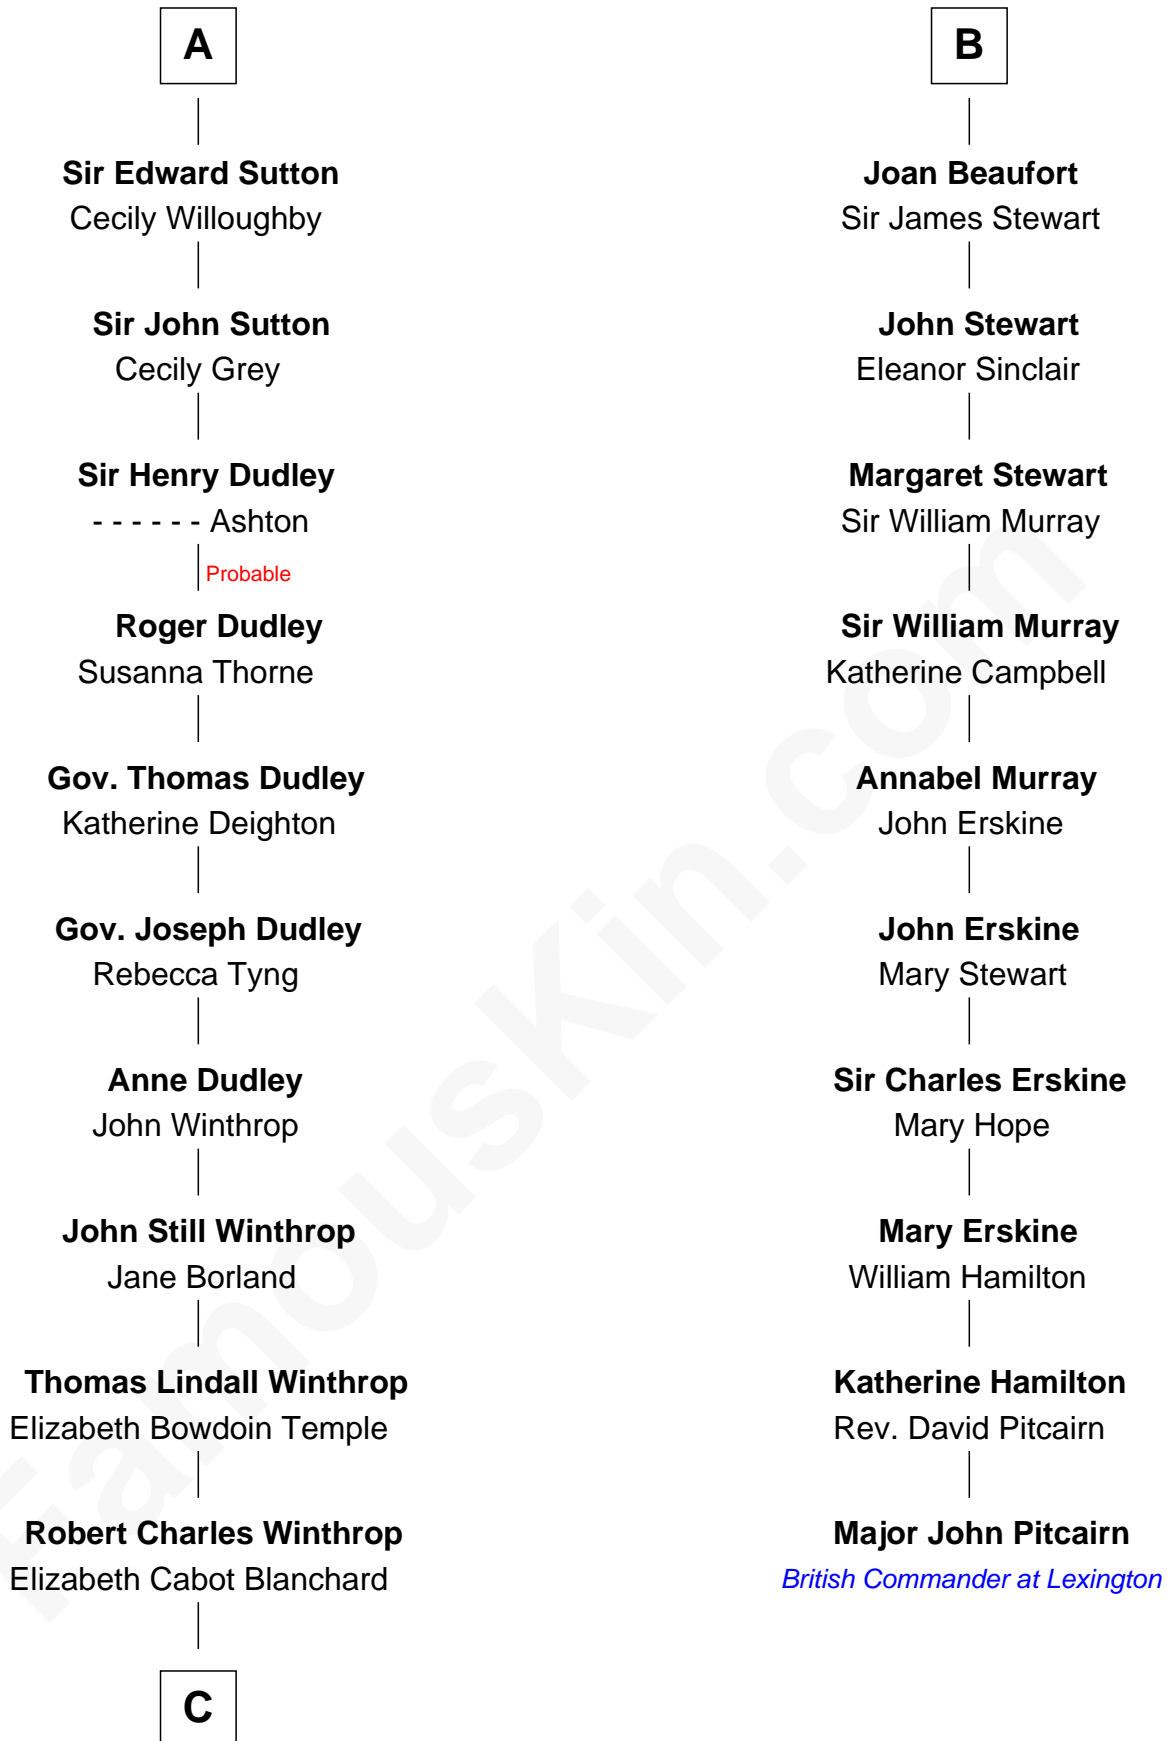 A
Sir Edward Sutton
Cecily Willoughby
Sir John Sutton
Cecily Grey
Sir Henry Dudley
- - - - - - Ashton
Probable
Roger Dudley
Susanna Thorne
Gov. Thomas Dudley
Katherine Deighton
Gov. Joseph Dudley
Rebecca Tyng
Anne Dudley
John Winthrop
John Still Winthrop
Jane Borland
Thomas Lindall Winthrop
Elizabeth Bowdoin Temple
Robert Charles Winthrop
Elizabeth Cabot Blanchard
C
B
Joan Beaufort
Sir James Stewart
John Stewart
Eleanor Sinclair
Margaret Stewart
Sir William Murray
Sir William Murray
Katherine Campbell
Annabel Murray
John Erskine
John Erskine
Mary Stewart
Sir Charles Erskine
Mary Hope
Mary Erskine
William Hamilton
Katherine Hamilton
Rev. David Pitcairn
Major John Pitcairn
British Commander at Lexington
FamousKin.com